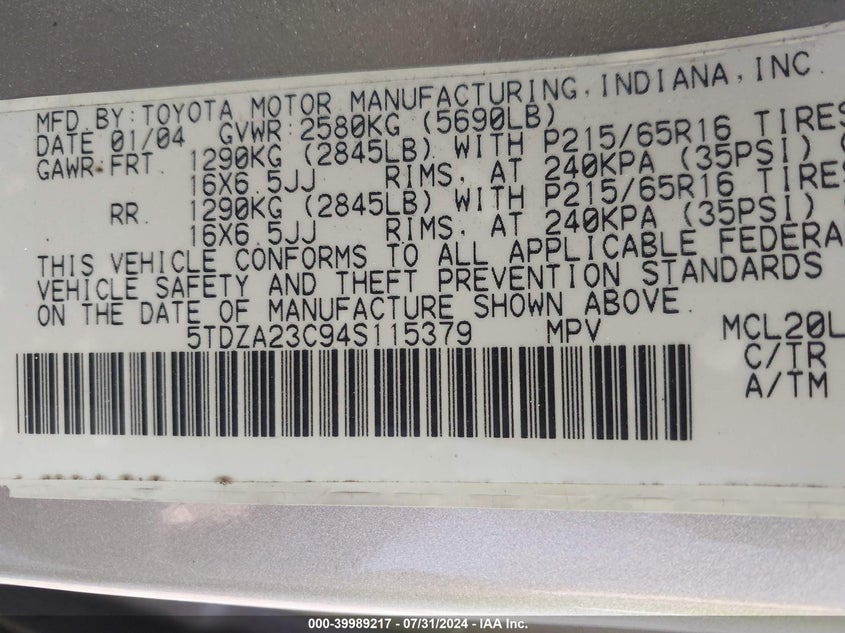 MFD BY: TOYOTA MOTOR MANUFACTURING, INDIANA, INC.
DATE 01/04 GVWR: 2580KG (5690LB)
GAWR: FRT. 1290KG (2845LB) WITH P215/65R16 TIRES
16X6.5JJ RIMS, AT 240KPA (35PSI)
RR. 1290KG (2845LB) WITH P215/65R16 TIRES
16X6.5JJ RIMS, AT 240KPA (35PSI)
THIS VEHICLE CONFORMS TO ALL APPLICABLE FEDERA
VEHICLE SAFETY AND THEFT PREVENTION STANDARDS
ON THE DATE OF MANUFACTURE SHOWN ABOVE.
5TDZA23C94S115379 MPV MCL20L
C/TR
A/TM
000-39989217 - 07/31/2024 - IAA Inc.